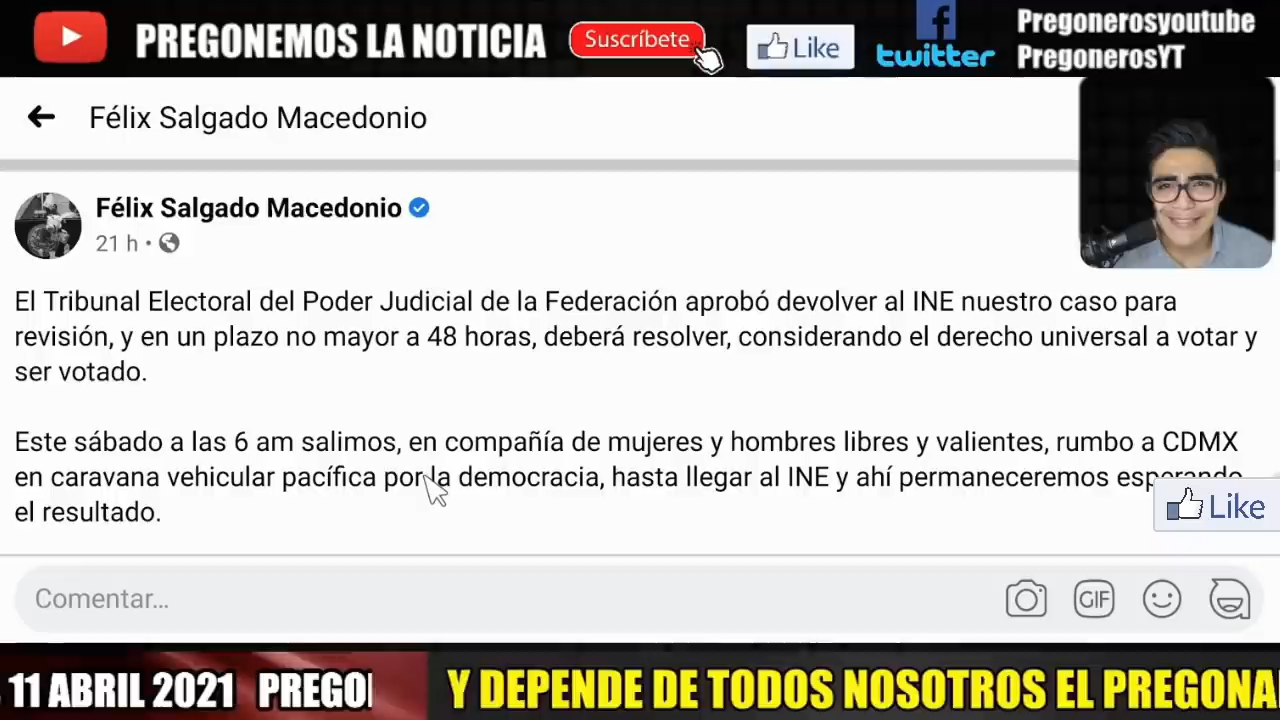 PREGONEMOS LA NOTICIA
Suscríbete
Like
twitter
Pregonerosyoutube
PregonerosYT
Félix Salgado Macedonio
Félix Salgado Macedonio
21 h
El Tribunal Electoral del Poder Judicial de la Federación aprobó devolver al INE nuestro caso para
revisión, y en un plazo no mayor a 48 horas, deberá resolver, considerando el derecho universal a votar y
ser votado.
Este sábado a las 6 am salimos, en compañía de mujeres y hombres libres y valientes, rumbo a CDMX
en caravana vehicular pacífica por la democracia, hasta llegar al INE y ahí permaneceremos esperando
el resultado.
Like
Comentar...
GIF
11 ABRIL 2021 PREGO
Y DEPENDE DE TODOS NOSOTROS EL PREGONA